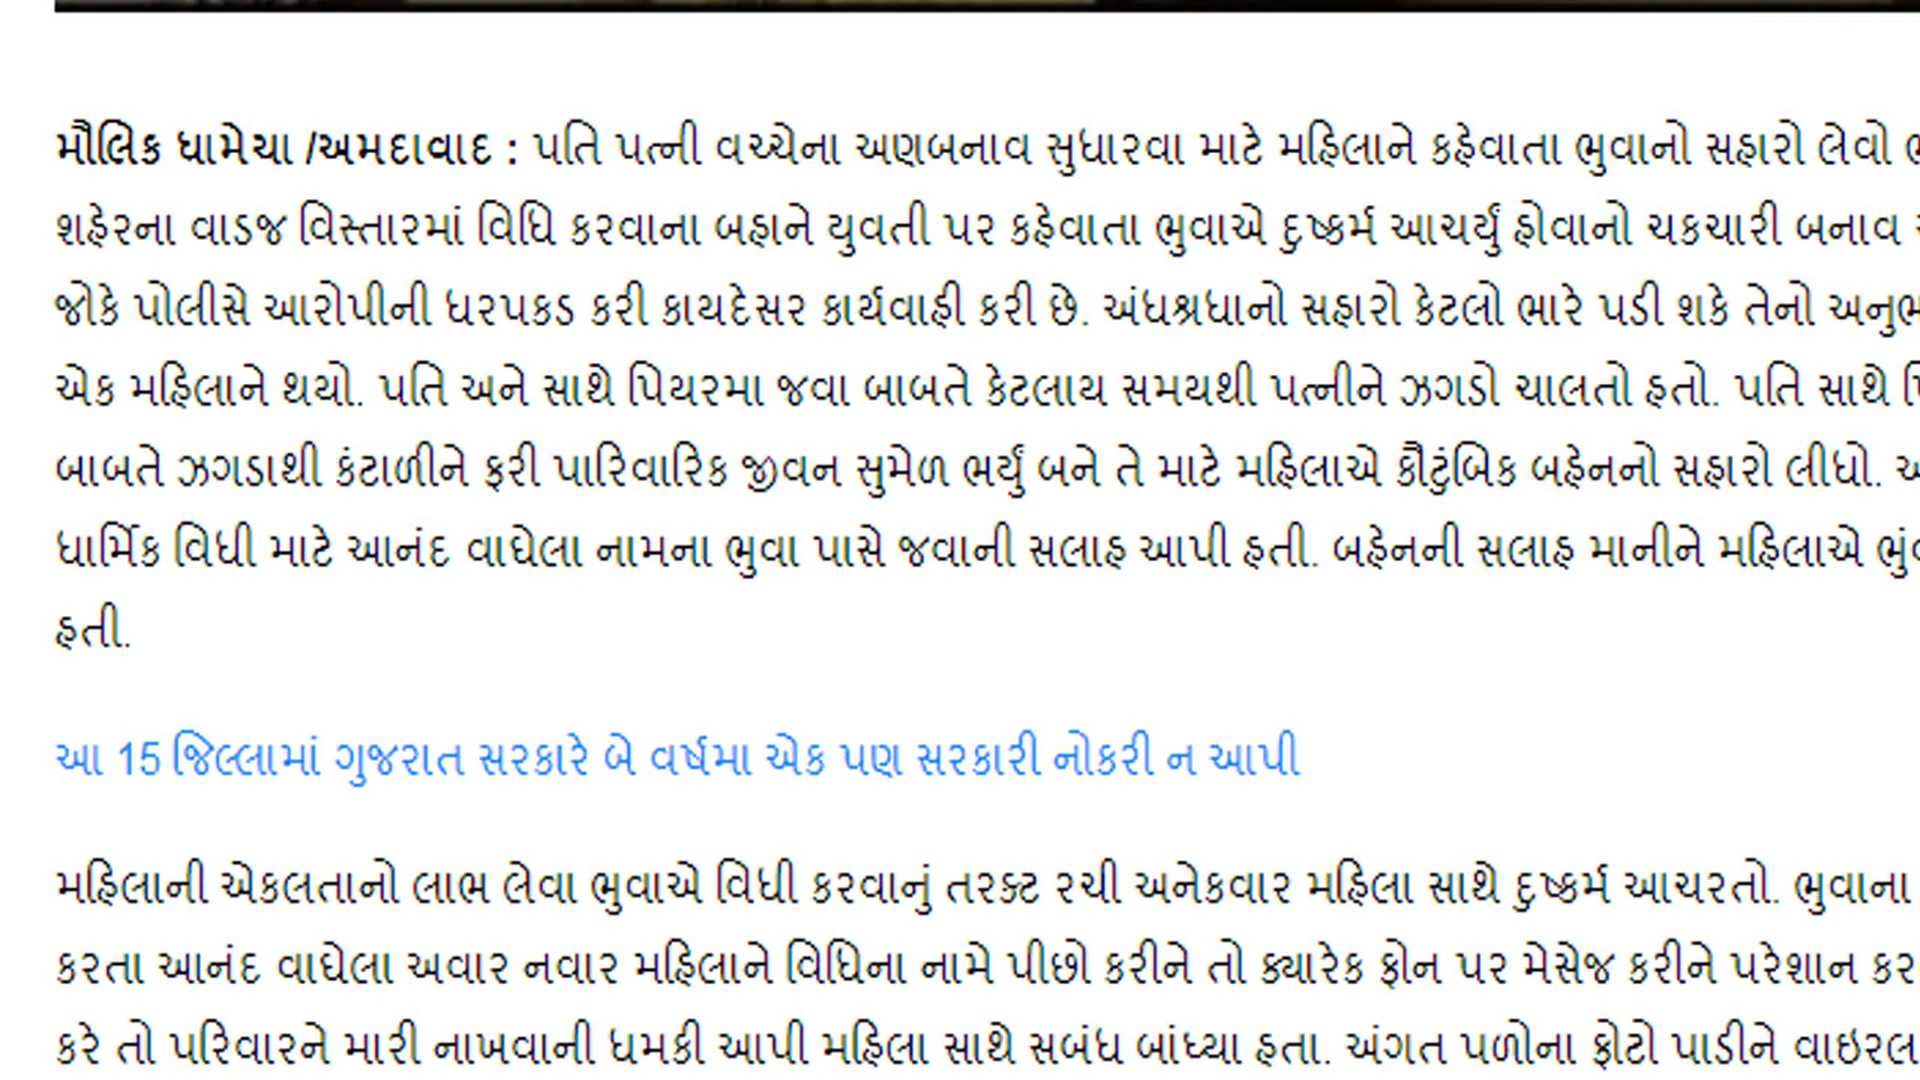 મૌલિક ધામેચા /અમદાવાદ : પતિ પત્ની વચ્ચેના અણબનાવ સુધારવા માટે મહિલાને કહેવાતા ભુવાનો સહારો લેવો
શહેરના વાડજ વિસ્તારમાં વિધિ કરવાના બહાને યુવતી પર કહેવાતા ભુવાએ દુષ્કર્મ આચર્યું હોવાનો ચકચારી બનાવ
જોકે પોલીસે આરોપીની ધરપકડ કરી કાયદેસર કાર્યવાહી કરી છે. અંધશ્રધાનો સહારો કેટલો ભારે પડી શકે તેનો
એક મહિલાને થયો. પતિ અને સાથે પિયરમા જવા બાબતે કેટલાય સમયથી પત્નીને ઝગડો ચાલતો હતો. પતિ સાથે
બાબતે ઝગડાથી કંટાળીને ફરી પારિવારિક જીવન સુમેળ ભર્યું બને તે માટે મહિલાએ કૌટુંબિક બહેનનો સહારો લીધો.
ધાર્મિક વિધી માટે આનંદ વાઘેલા નામના ભુવા પાસે જવાની સલાહ આપી હતી. બહેનની સલાહ માનીને મહિલાએ
હતી.
આ 15 જિલ્લામાં ગુજરાત સરકારે બે વર્ષમા એક પણ સરકારી નોકરી ન આપી
મહિલાની એકલતાનો લાભ લેવા ભુવાએ વિધી કરવાનું તરક્ટ રચી અનેકવાર મહિલા સાથે દુષ્કર્મ આચરતો. ભુવાના
કરતા આનંદ વાઘેલા અવાર નવાર મહિલાને વિધિના નામે પીછો કરીને તો ક્યારેક ફોન પર મેસેજ કરીને પરેશાન
કરે તો પરિવારને મારી નાખવાની ધમકી આપી મહિલા સાથે સબંધ બાંધ્યા હતા. અંગત પળોના ફોટો પાડીને વાઇરલ